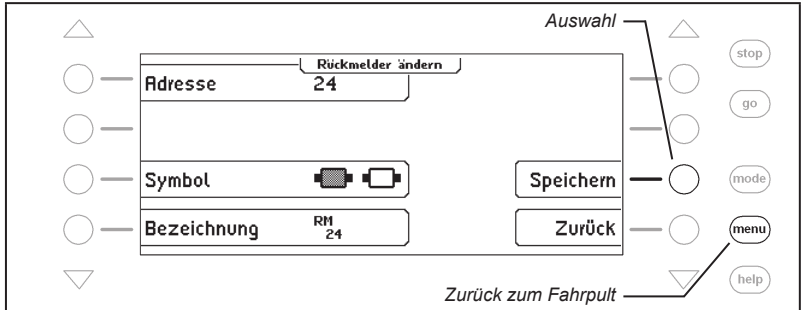 Auswahl
stop
Rückmelder ändern
Adresse 24
go
Symbol
Speichern
mode
Bezeichnung RM 24
Zurück
menu
help
Zurück zum Fahrpult